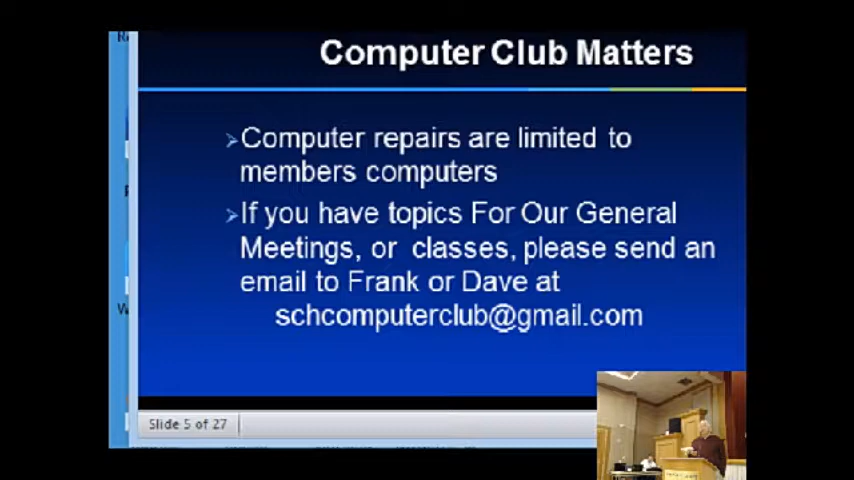 Computer Club Matters
➢Computer repairs are limited to
members computers
➢If you have topics For Our General
Meetings, or classes, please send an
email to Frank or Dave at
schcomputerclub@gmail.com
Slide 5 of 27